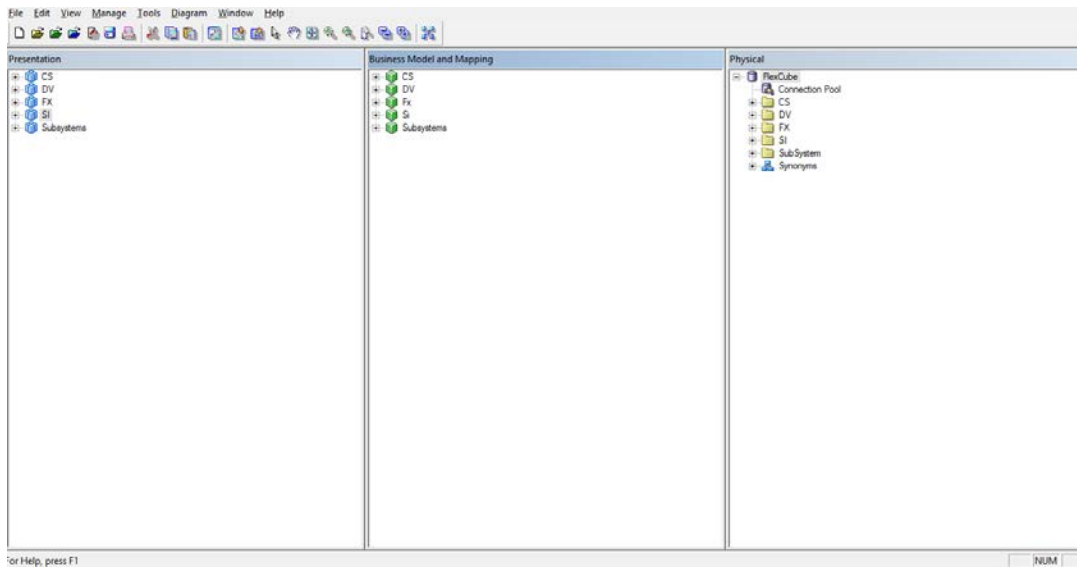 File Edit View Manage Tools Diagram Window Help
Presentation
CS
DV
FX
SI
Subsystems
Business Model and Mapping
CS
DV
Fx
Si
Subsystems
Physical
FlexCube
Connection Pool
CS
DV
FX
SI
SubSystem
Synonyms
For Help, press F1
NUM